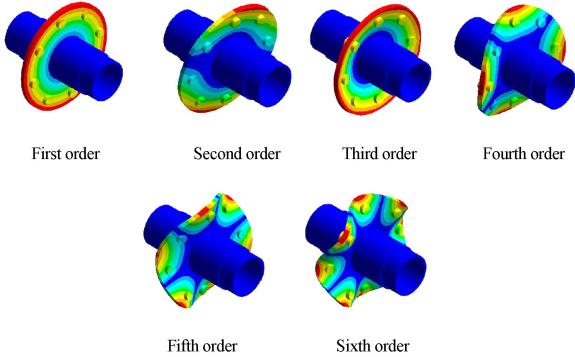 First order
Second order
Third order
Fourth order
Fifth order
Sixth order